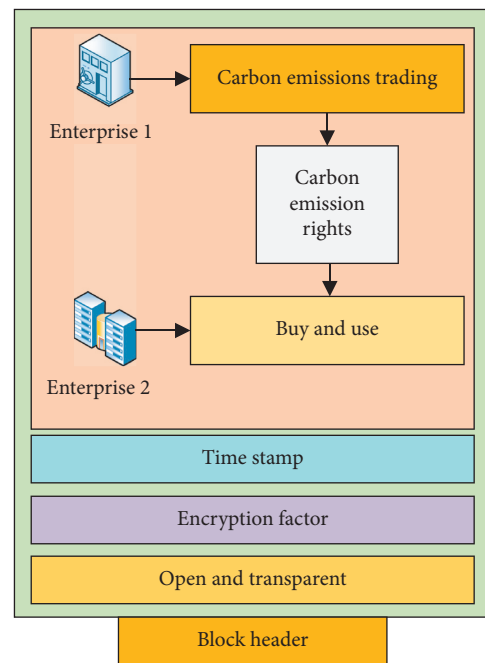 Carbon emissions trading
Enterprise 1
Carbon
emission
rights
Buy and use
Enterprise 2
Time stamp
Encryption factor
Open and transparent
Block header